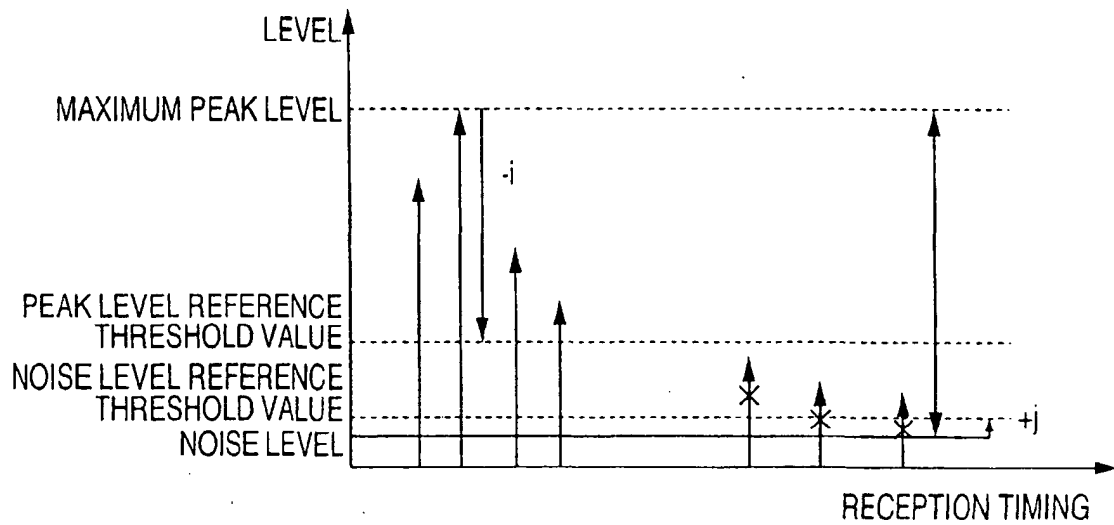 LEVEL
MAXIMUM PEAK LEVEL
-i
PEAK LEVEL REFERENCE
THRESHOLD VALUE
NOISE LEVEL REFERENCE
THRESHOLD VALUE
+j
NOISE LEVEL
RECEPTION TIMING